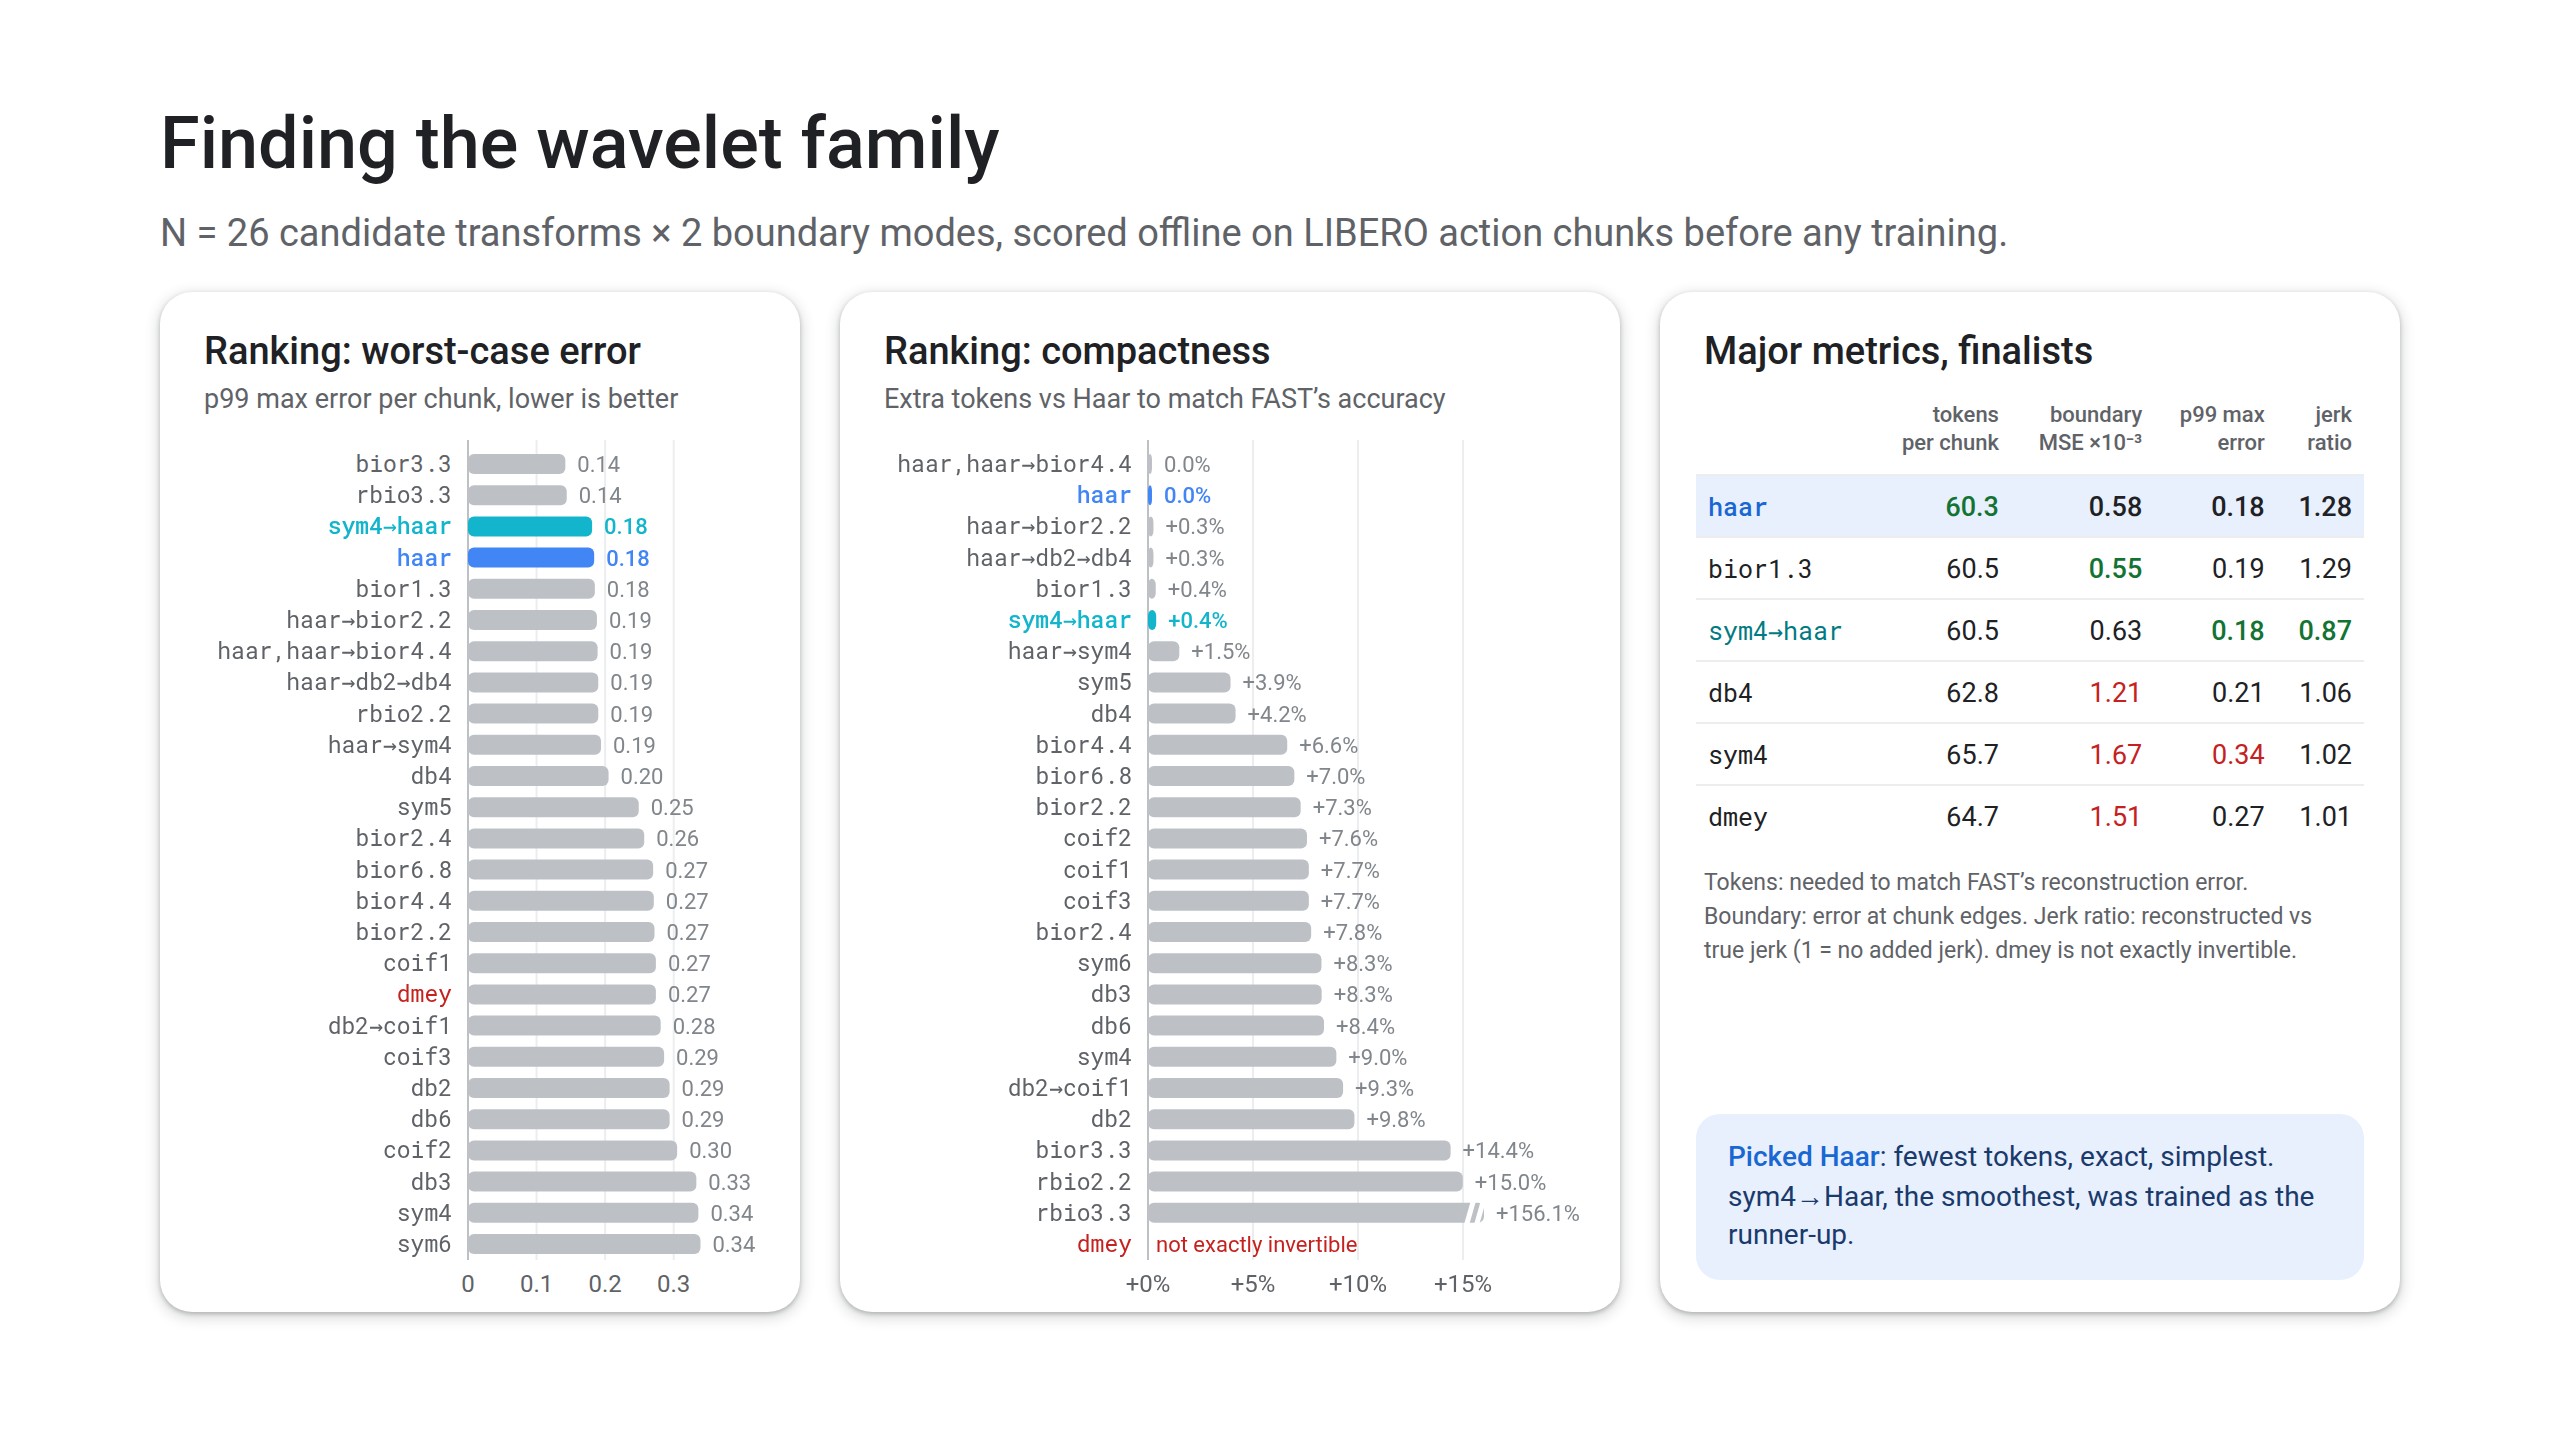 Finding the wavelet family
N = 26 candidate transforms × 2 boundary modes, scored offline on LIBERO action chunks before any training.
Ranking: worst-case error
p99 max error per chunk, lower is better
bior3.3 0.14
rbio3.3 0.14
sym4→haar 0.18
haar 0.18
bior1.3 0.18
haar→bior2.2 0.19
haar,haar→bior4.4 0.19
haar→db2→db4 0.19
rbio2.2 0.19
haar→sym4 0.19
db4 0.20
sym5 0.25
bior2.4 0.26
bior6.8 0.27
bior4.4 0.27
bior2.2 0.27
coif1 0.27
dmey 0.27
db2→coif1 0.28
coif3 0.29
db2 0.29
db6 0.29
coif2 0.30
db3 0.33
sym4 0.34
sym6 0.34
0 0.1 0.2 0.3
Ranking: compactness
Extra tokens vs Haar to match FAST’s accuracy
haar,haar→bior4.4 0.0%
haar 0.0%
haar→bior2.2 +0.3%
haar→db2→db4 +0.3%
bior1.3 +0.4%
sym4→haar +0.4%
haar→sym4 +1.5%
sym5 +3.9%
db4 +4.2%
bior4.4 +6.6%
bior6.8 +7.0%
bior2.2 +7.3%
coif2 +7.6%
coif1 +7.7%
coif3 +7.7%
bior2.4 +7.8%
sym6 +8.3%
db3 +8.3%
db6 +8.4%
sym4 +9.0%
db2→coif1 +9.3%
db2 +9.8%
bior3.3 +14.4%
rbio2.2 +15.0%
rbio3.3 +156.1%
dmey not exactly invertible
+0% +5% +10% +15%
Major metrics, finalists
tokens boundary p99 max jerk
per chunk MSE ×10⁻³ error ratio
haar 60.3 0.58 0.18 1.28
bior1.3 60.5 0.55 0.19 1.29
sym4→haar 60.5 0.63 0.18 0.87
db4 62.8 1.21 0.21 1.06
sym4 65.7 1.67 0.34 1.02
dmey 64.7 1.51 0.27 1.01
Tokens: needed to match FAST’s reconstruction error.
Boundary: error at chunk edges. Jerk ratio: reconstructed vs
true jerk (1 = no added jerk). dmey is not exactly invertible.
Picked Haar: fewest tokens, exact, simplest.
sym4→Haar, the smoothest, was trained as the
runner-up.